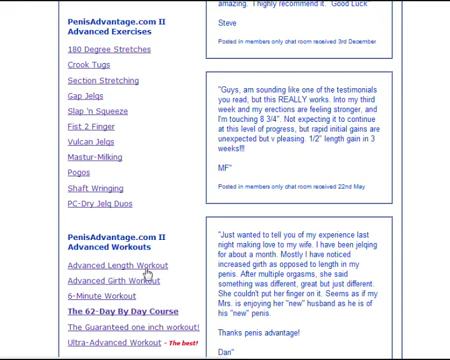 PenisAdvantage.com II
Advanced Exercises
180 Degree Stretches
Crook Tugs
Section Stretching
Gap Jelqs
Slap 'n Squeeze
Fist 2 Finger
Vulcan Jelqs
Mastur-Milking
Pogos
Shaft Wringing
PC-Dry Jelq Duos
PenisAdvantage.com II
Advanced Workouts
Advanced Length Workout
Advanced Girth Workout
6-Minute Workout
The 62-Day By Day Course
The Guaranteed one inch workout!
Ultra-Advanced Workout - The best!
amazing. I highly recommend it. "Good Luck"
Steve
Posted in members only chat room received 3rd December
"Guys, am sounding like one of the testimonials
you read, but this REALLY works. Into my third
week and my erections are feeling stronger, and
I'm touching 8 3/4". Not expecting it to continue
at this level of progress, but rapid initial gains are
unexpected but v pleasing. 1/2" length gain in 3
weeks!!!
MF"
Posted in members only chat room received 22nd May
"Just wanted to tell you of my experience last
night making love to my wife. I have been jelqing
for about a month. Mostly I have noticed
increased girth as opposed to length in my
penis. After multiple orgasms, she said
something was different, great but just different.
She couldn't put her finger on it. Seems as if my
Mrs. is enjoying her "new" husband as he is of
his "new" penis.
Thanks penis advantage!
Dan"